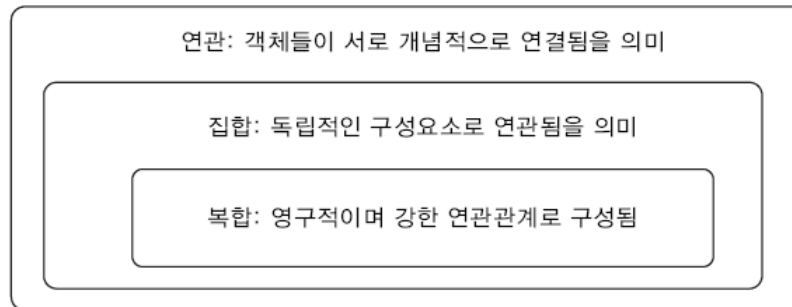 연관: 객체들이 서로 개념적으로 연결됨을 의미
집합: 독립적인 구성요소로 연관됨을 의미
복합: 영구적이며 강한 연관관계로 구성됨